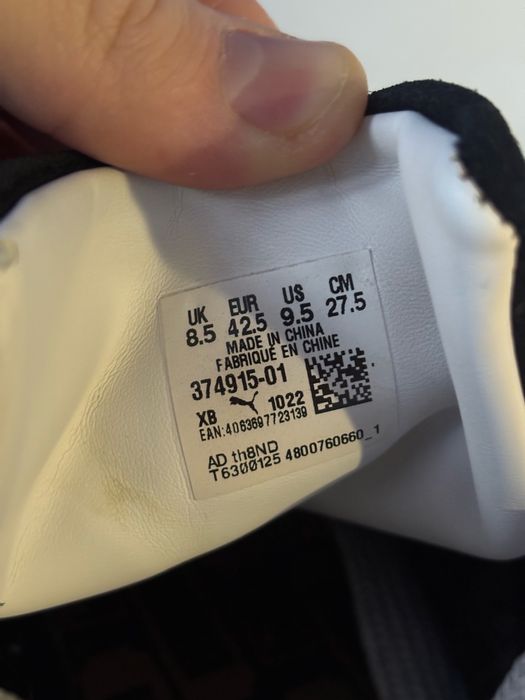 UK EUR US CM
8.5 42.5 9.5 27.5
MADE IN CHINA
FABRIQUÉ EN CHINE
374915-01
XB 1022
EAN:4063697723139
AD th8ND
T6300125 4800760660_1